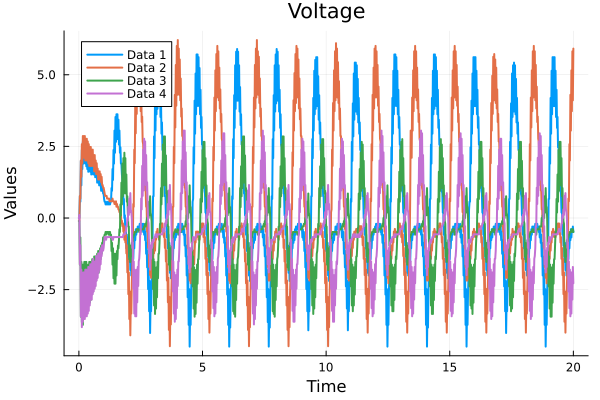 Voltage
Data 1
Data 2
Data 3
Data 4
5.0
2.5
0.0
−2.5
Values
0
5
10
15
20
Time